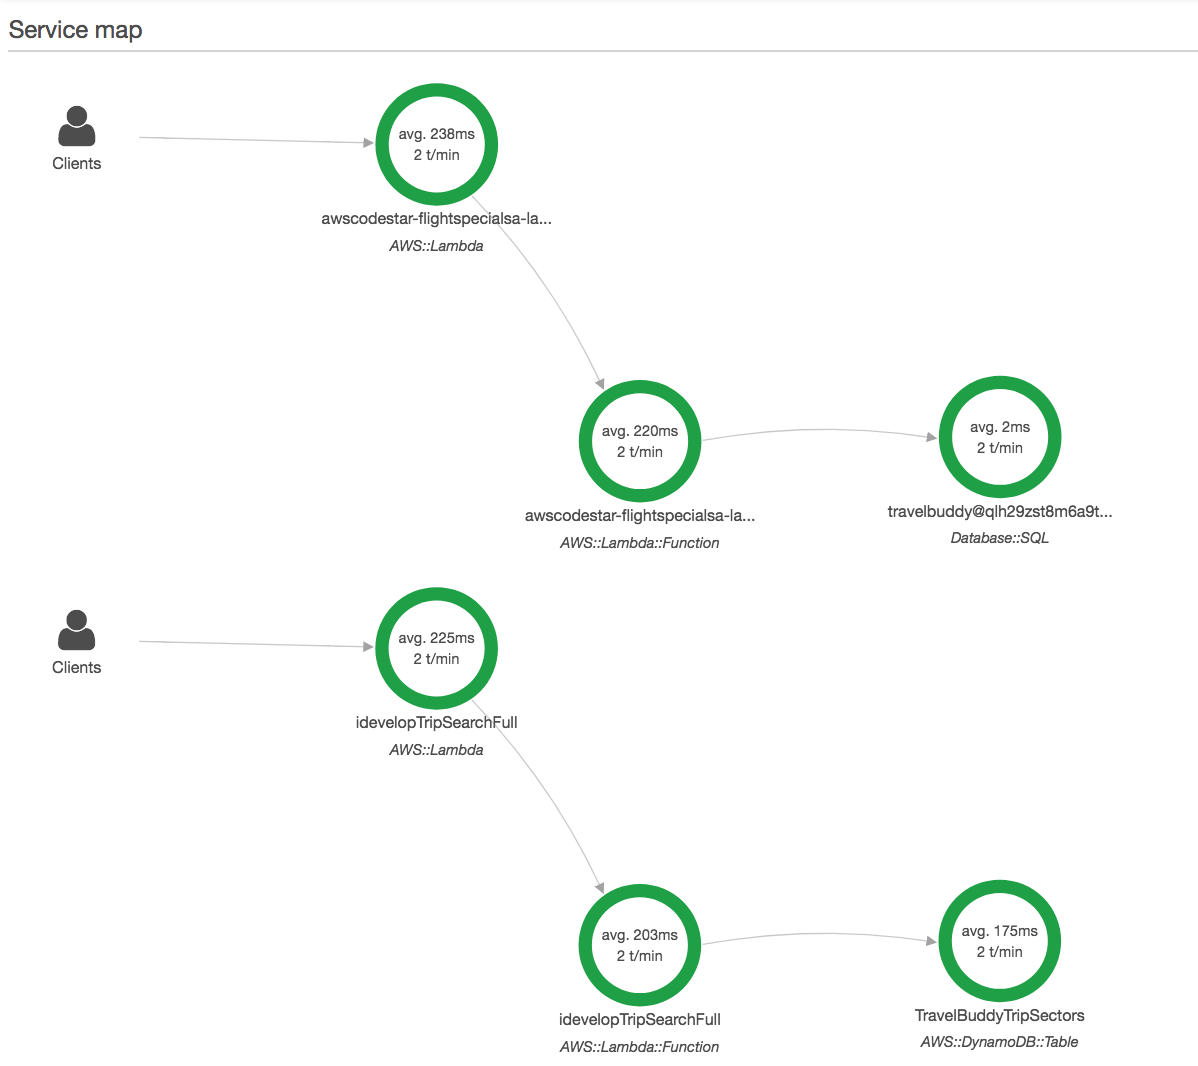 Service map
avg. 238ms
2 t/min
Clients
awscodestar-flightspecialsa-la...
AWS::Lambda
avg. 220ms
2 t/min
avg. 2ms
2 t/min
awscodestar-flightspecialsa-la...
AWS::Lambda::Function
travelbuddy@qlh29zst8m6a9t...
Database::SQL
avg. 225ms
2 t/min
Clients
idevelopTripSearchFull
AWS::Lambda
avg. 203ms
2 t/min
avg. 175ms
2 t/min
idevelopTripSearchFull
AWS::Lambda::Function
TravelBuddyTripSectors
AWS::DynamoDB::Table